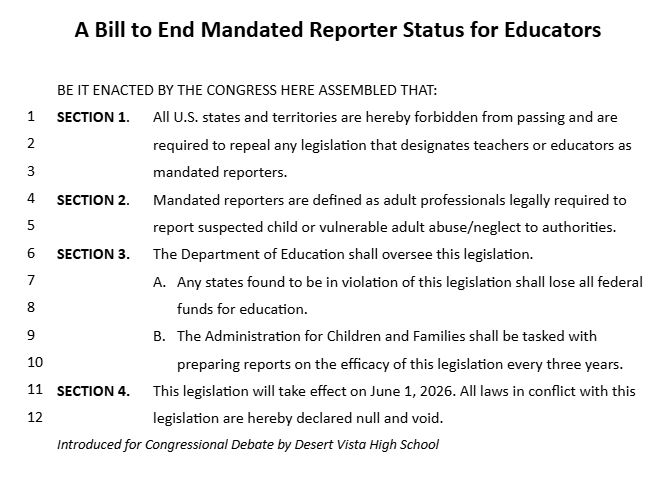 A Bill to End Mandated Reporter Status for Educators
BE IT ENACTED BY THE CONGRESS HERE ASSEMBLED THAT:
1 SECTION 1. All U.S. states and territories are hereby forbidden from passing and are
2 required to repeal any legislation that designates teachers or educators as
3 mandated reporters.
4 SECTION 2. Mandated reporters are defined as adult professionals legally required to
5 report suspected child or vulnerable adult abuse/neglect to authorities.
6 SECTION 3. The Department of Education shall oversee this legislation.
7 A. Any states found to be in violation of this legislation shall lose all federal
8 funds for education.
9 B. The Administration for Children and Families shall be tasked with
10 preparing reports on the efficacy of this legislation every three years.
11 SECTION 4. This legislation will take effect on June 1, 2026. All laws in conflict with this
12 legislation are hereby declared null and void.
Introduced for Congressional Debate by Desert Vista High School